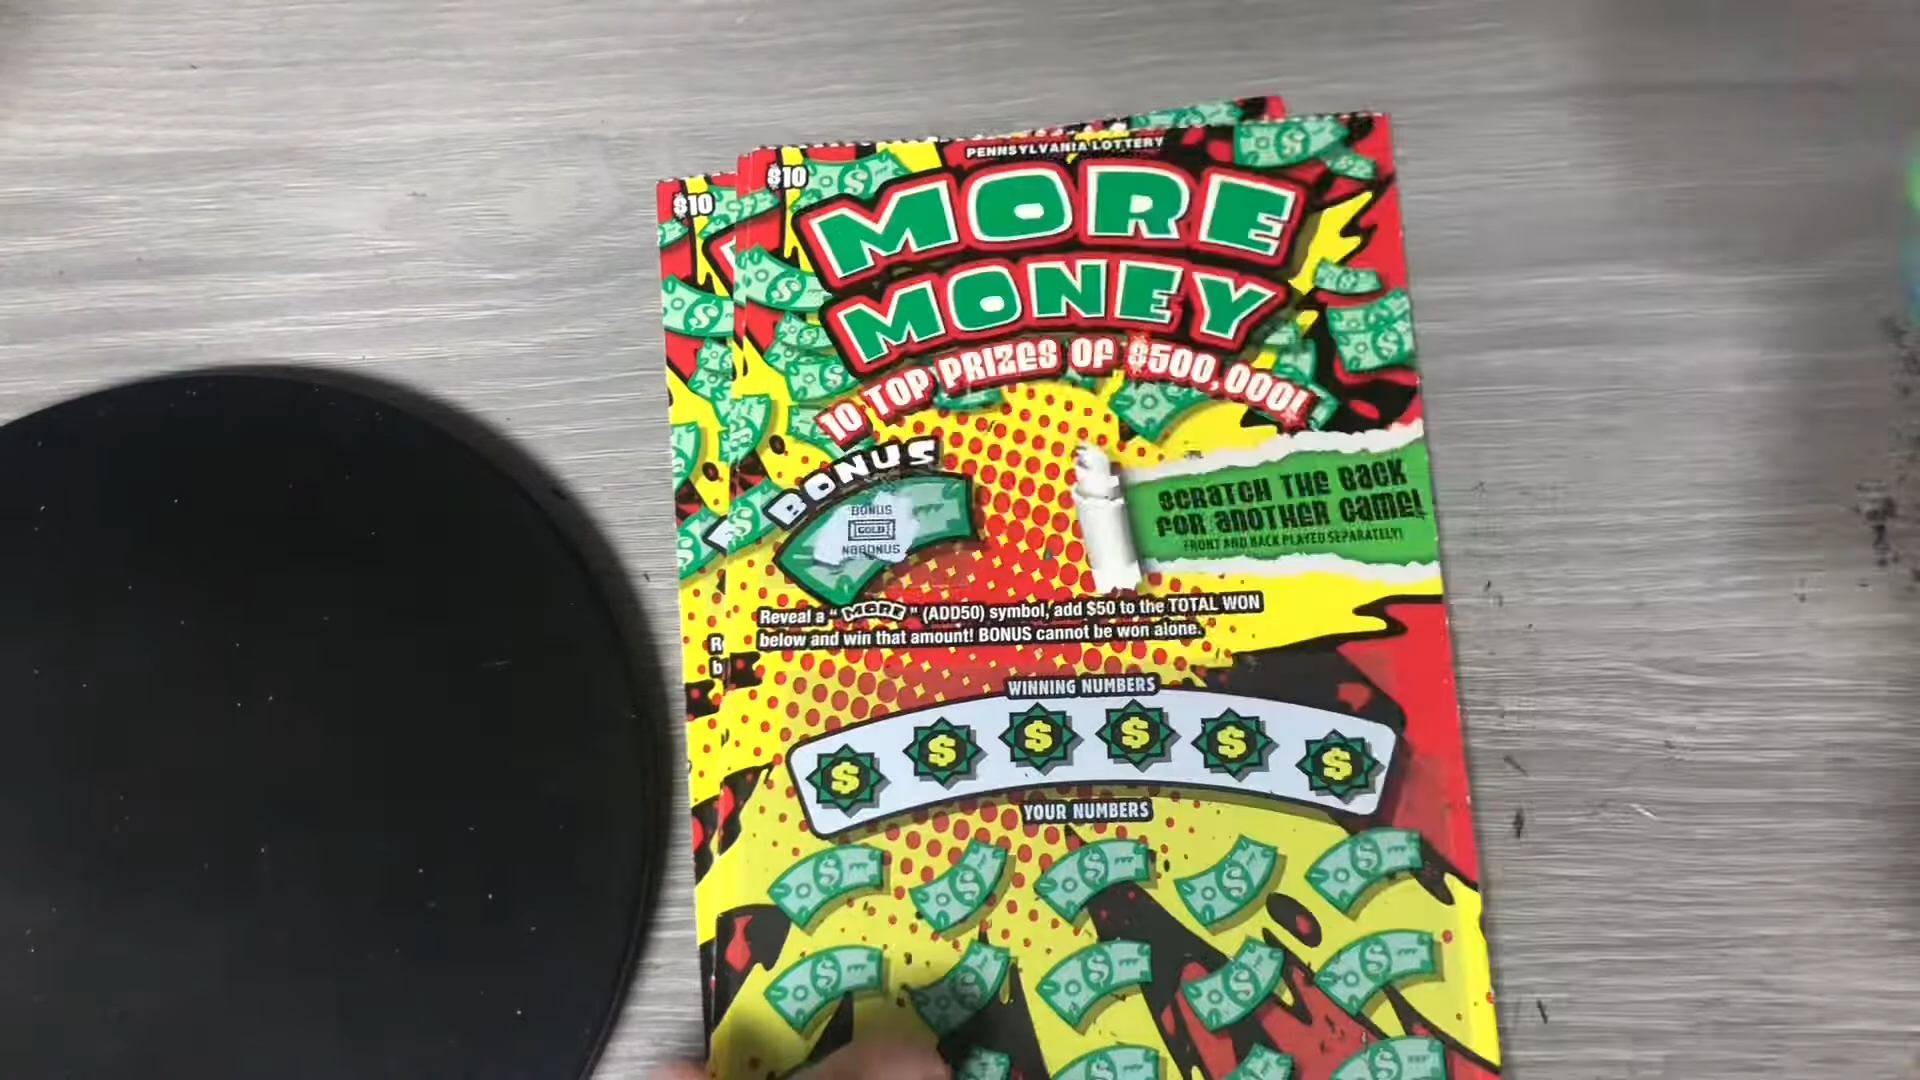 PENNSYLVANIA LOTTERY
$10
$10
MORE
MONEY
10 TOP PRIZES OF $500,000!
BONUS
BONUS
GOLD
NOBONUS
SCRATCH THE BACK
FOR ANOTHER GAME!
FRONT AND BACK PLAYED SEPARATELY!
Reveal a "MORE" (ADD50) symbol, add $50 to the TOTAL WON
below and win that amount! BONUS cannot be won alone.
WINNING NUMBERS
$ $ $ $ $ $
YOUR NUMBERS